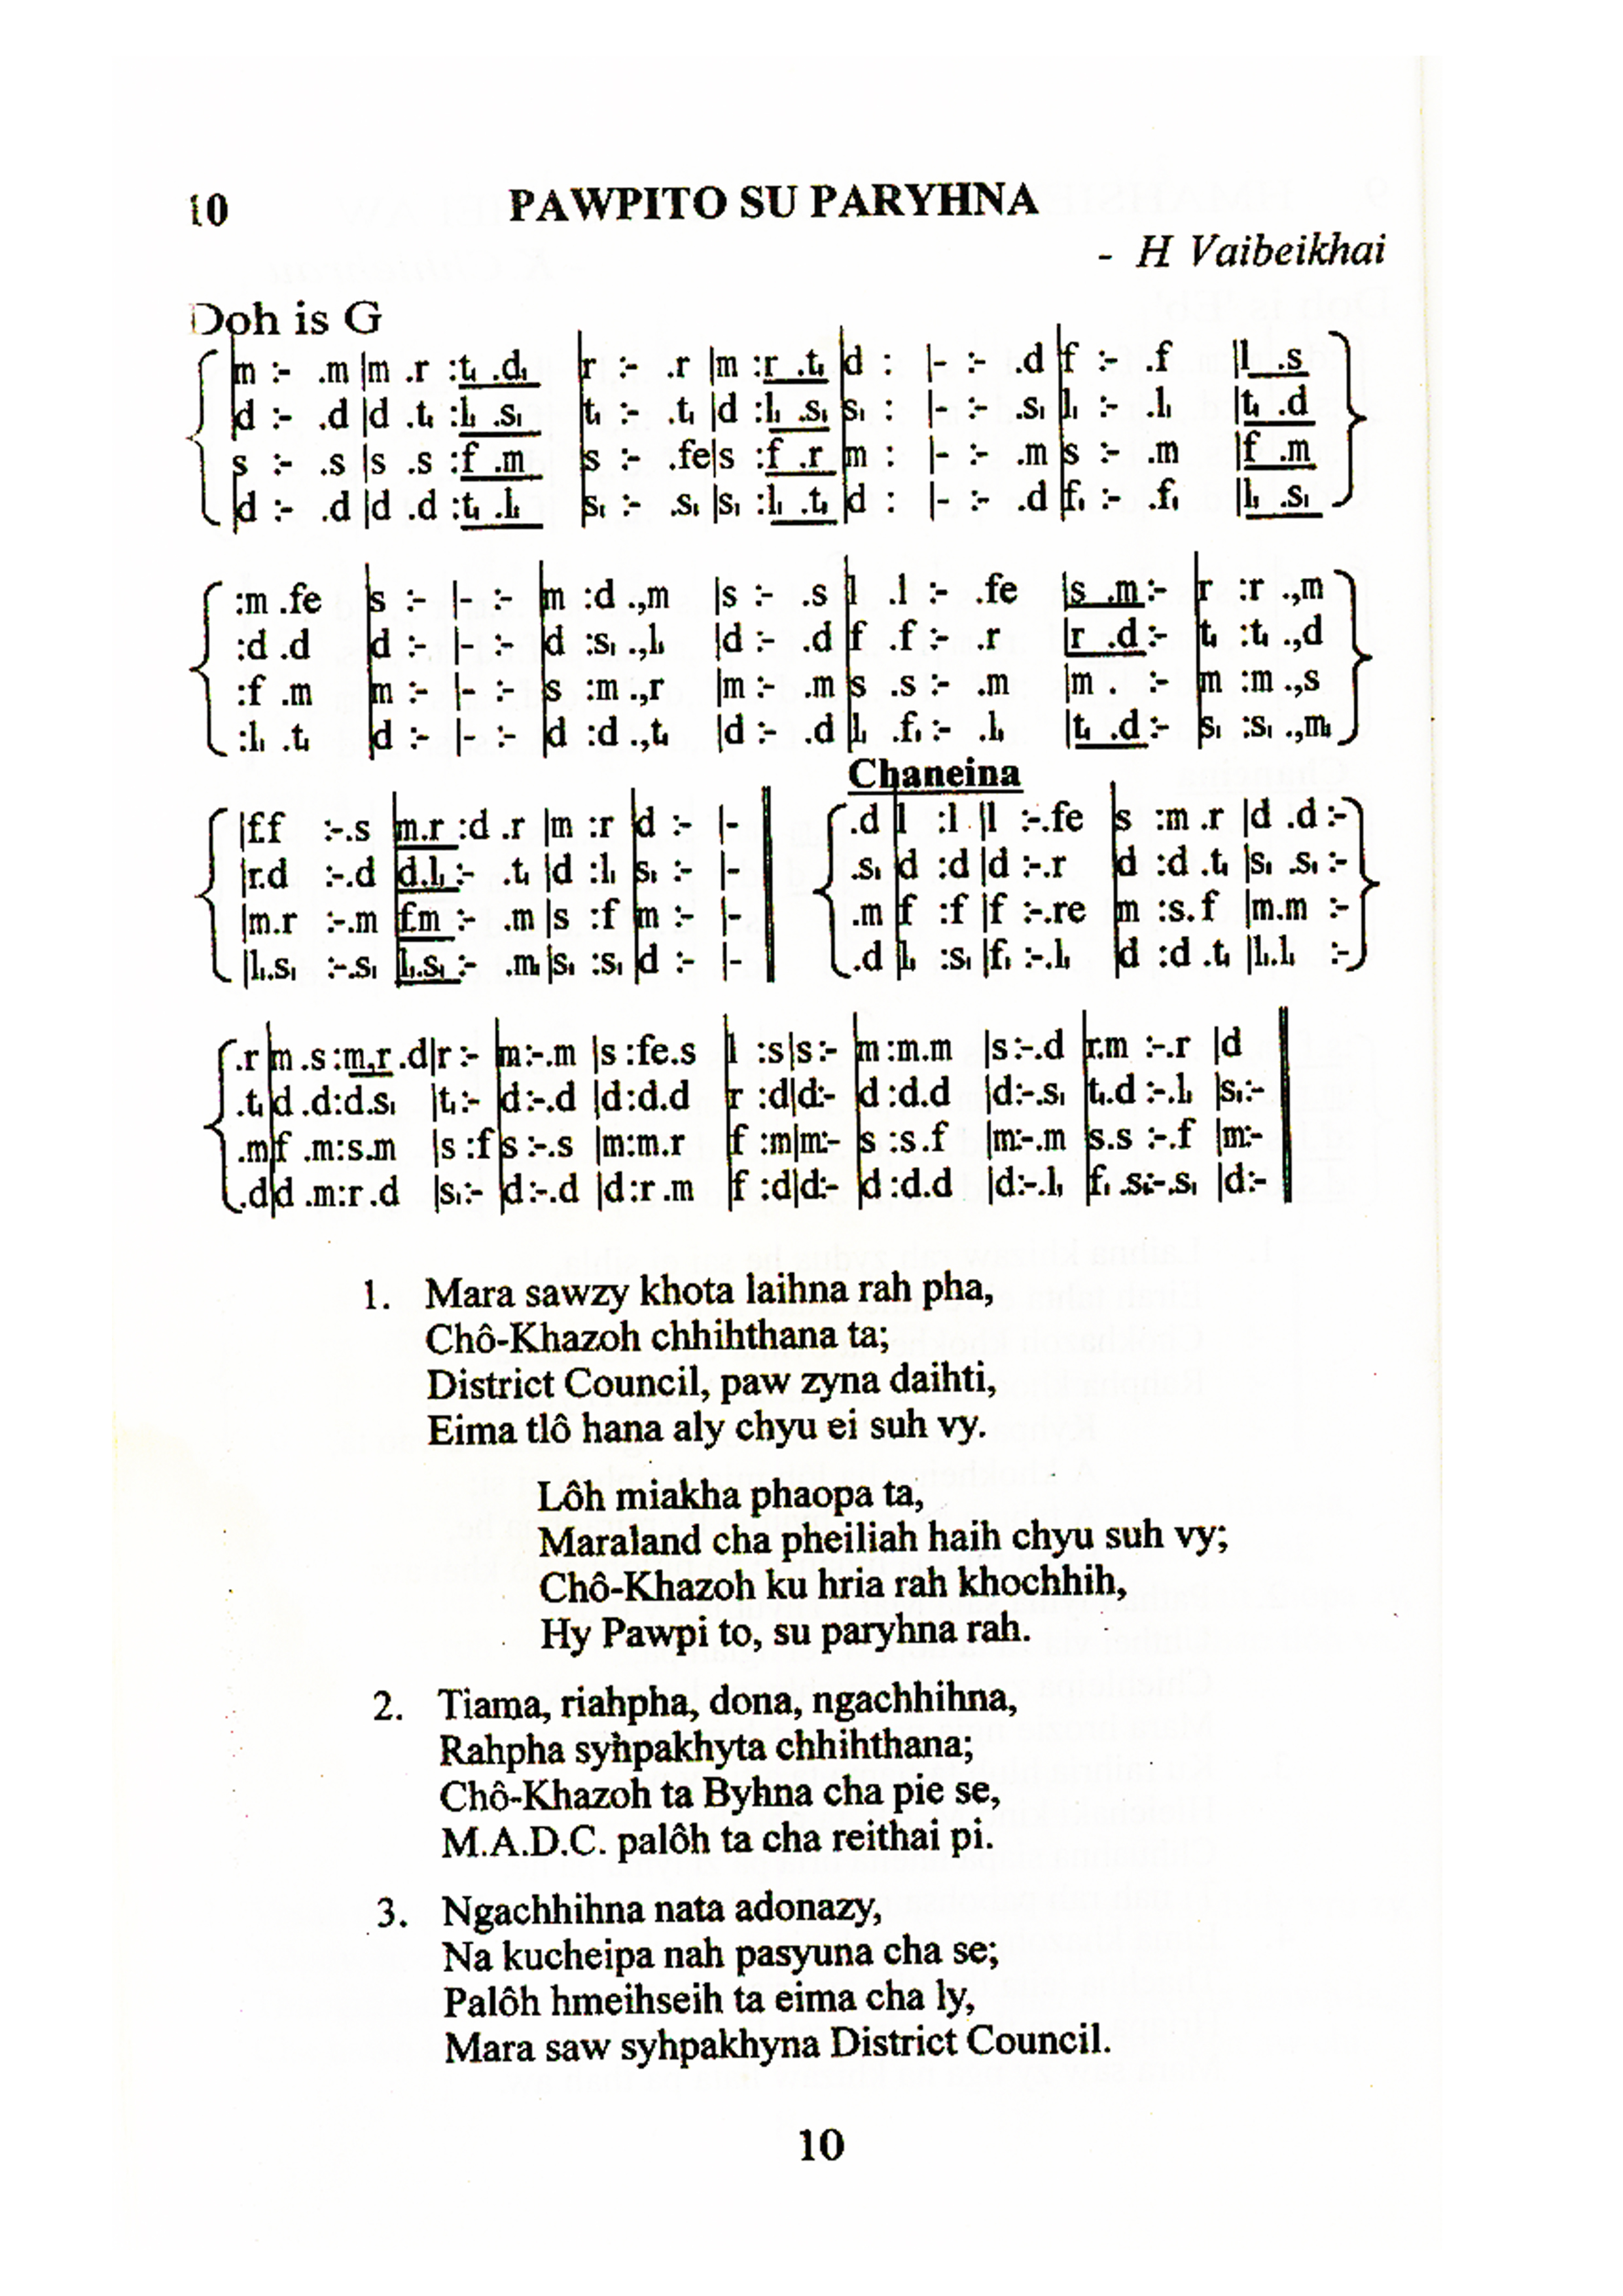 10 PAWPITO SU PARYHNA
- H Vaibeikhai
Doh is G
|m :- .m |m .r :t₁ .d₁ |r :- .r |m :r .t₁ |d : |- :- .d |f :- .f |l .s
|d :- .d |d .t₁ :l₁ .s₁ |t₁ :- .t₁ |d :l₁ .s₁ |s₁ : |- :- .s₁ |l₁ :- .l₁ |t₁ .d
|s :- .s |s .s :f .m |s :- .fe |s :f .r |m : |- :- .m |s :- .m |f .m
|d :- .d |d .d :t₁ .l₁ |s₁ :- .s₁ |s₁ :l₁ .t₁ |d : |- :- .d |f₁ :- .f₁ |l₁ .s₁
:m .fe |s :- |- :- |m :d .,m |s :- .s |l .l :- .fe |s .m :- |r :r .,m
:d .d |d :- |- :- |d :s₁ .,l₁ |d :- .d |f .f :- .r |r .d :- |t₁ :t₁ .,d
:f .m |m :- |- :- |s :m .,r |m :- .m |s .s :- .m |m . :- |m :m .,s
:l₁ .t₁ |d :- |- :- |d :d .,t₁ |d :- .d |l₁ .f₁ :- .l₁ |t₁ .d :- |s₁ :s₁ .,m₁
Chaneina
|f.f :-.s |m.r :d .r |m :r |d :- |- || .d |l :l |l :-.fe |s :m .r |d .d :-
|r.d :-.d |d.l₁ :- .t₁ |d :l₁ |s₁ :- |- || .s₁ |d :d |d :-.r |d :d .t₁ |s₁ .s₁ :-
|m.r :-.m |f.m :- .m |s :f |m :- |- || .m |f :f |f :-.re |m :s.f |m.m :-
|l₁.s₁ :-.s₁ |l₁.s₁ :- .m₁ |s₁ :s₁ |d :- |- || .d |l₁ :s₁ |f₁ :-.l₁ |d :d .t₁ |l₁.l₁ :-
.r |m .s :m,r .d |r :- |m :-.m |s :fe.s |l :s |s :- |m :m.m |s :-.d |r.m :-.r |d ||
.t₁ |d .d:d.s₁ |t₁ :- |d :-.d |d:d.d |r :d |d:- |d :d.d |d:-.s₁ |t₁.d :-.l₁ |s₁:- ||
.m |f .m:s.m |s :f |s :-.s |m:m.r |f :m |m:- |s :s.f |m:-.m |s.s :-.f |m:- ||
.d |d .m:r .d |s₁:- |d:-.d |d:r .m |f :d |d:- |d :d.d |d:-.l₁ |f₁ .s₁:-.s₁ |d:- ||
1. Mara sawzy khota laihna rah pha,
Chô-Khazoh chhihthana ta;
District Council, paw zyna daihti,
Eima tlô hana aly chyu ei suh vy.
Lôh miakha phaopa ta,
Maraland cha pheiliah haih chyu suh vy;
Chô-Khazoh ku hria rah khochhih,
Hy Pawpi to, su paryhna rah.
2. Tiama, riahpha, dona, ngachhihna,
Rahpha syhpakhyta chhihthana;
Chô-Khazoh ta Byhna cha pie se,
M.A.D.C. palôh ta cha reithai pi.
3. Ngachhihna nata adonazy,
Na kucheipa nah pasyuna cha se;
Palôh hmeihseih ta eima cha ly,
Mara saw syhpakhyna District Council.
10